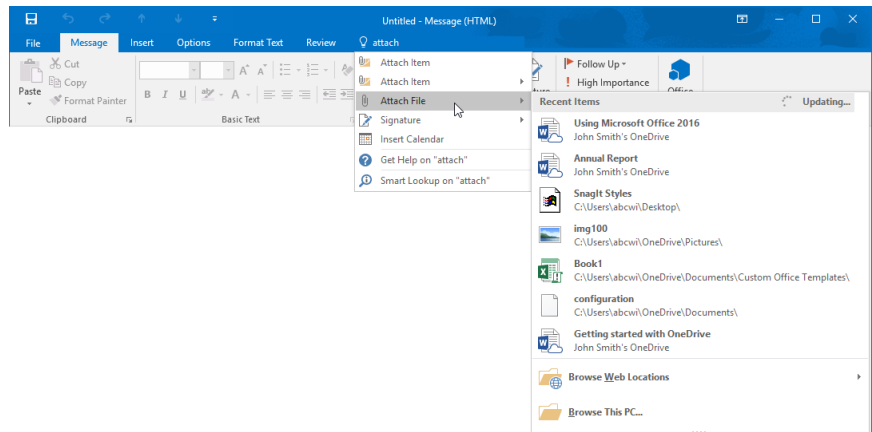 Untitled - Message (HTML)
File Message Insert Options Format Text Review attach
Paste
Cut
Copy
Format Painter
Clipboard
B I U A A A
Basic Text
Attach Item
Attach Item
Attach File
Signature
Insert Calendar
Get Help on "attach"
Smart Lookup on "attach"
Follow Up
! High Importance
Recent Items Updating...
Using Microsoft Office 2016
John Smith's OneDrive
Annual Report
John Smith's OneDrive
SnagIt Styles
C:\Users\abcwi\Desktop\
img100
C:\Users\abcwi\OneDrive\Pictures\
Book1
C:\Users\abcwi\OneDrive\Documents\Custom Office Templates\
configuration
C:\Users\abcwi\OneDrive\Documents\
Getting started with OneDrive
John Smith's OneDrive
Browse Web Locations
Browse This PC...